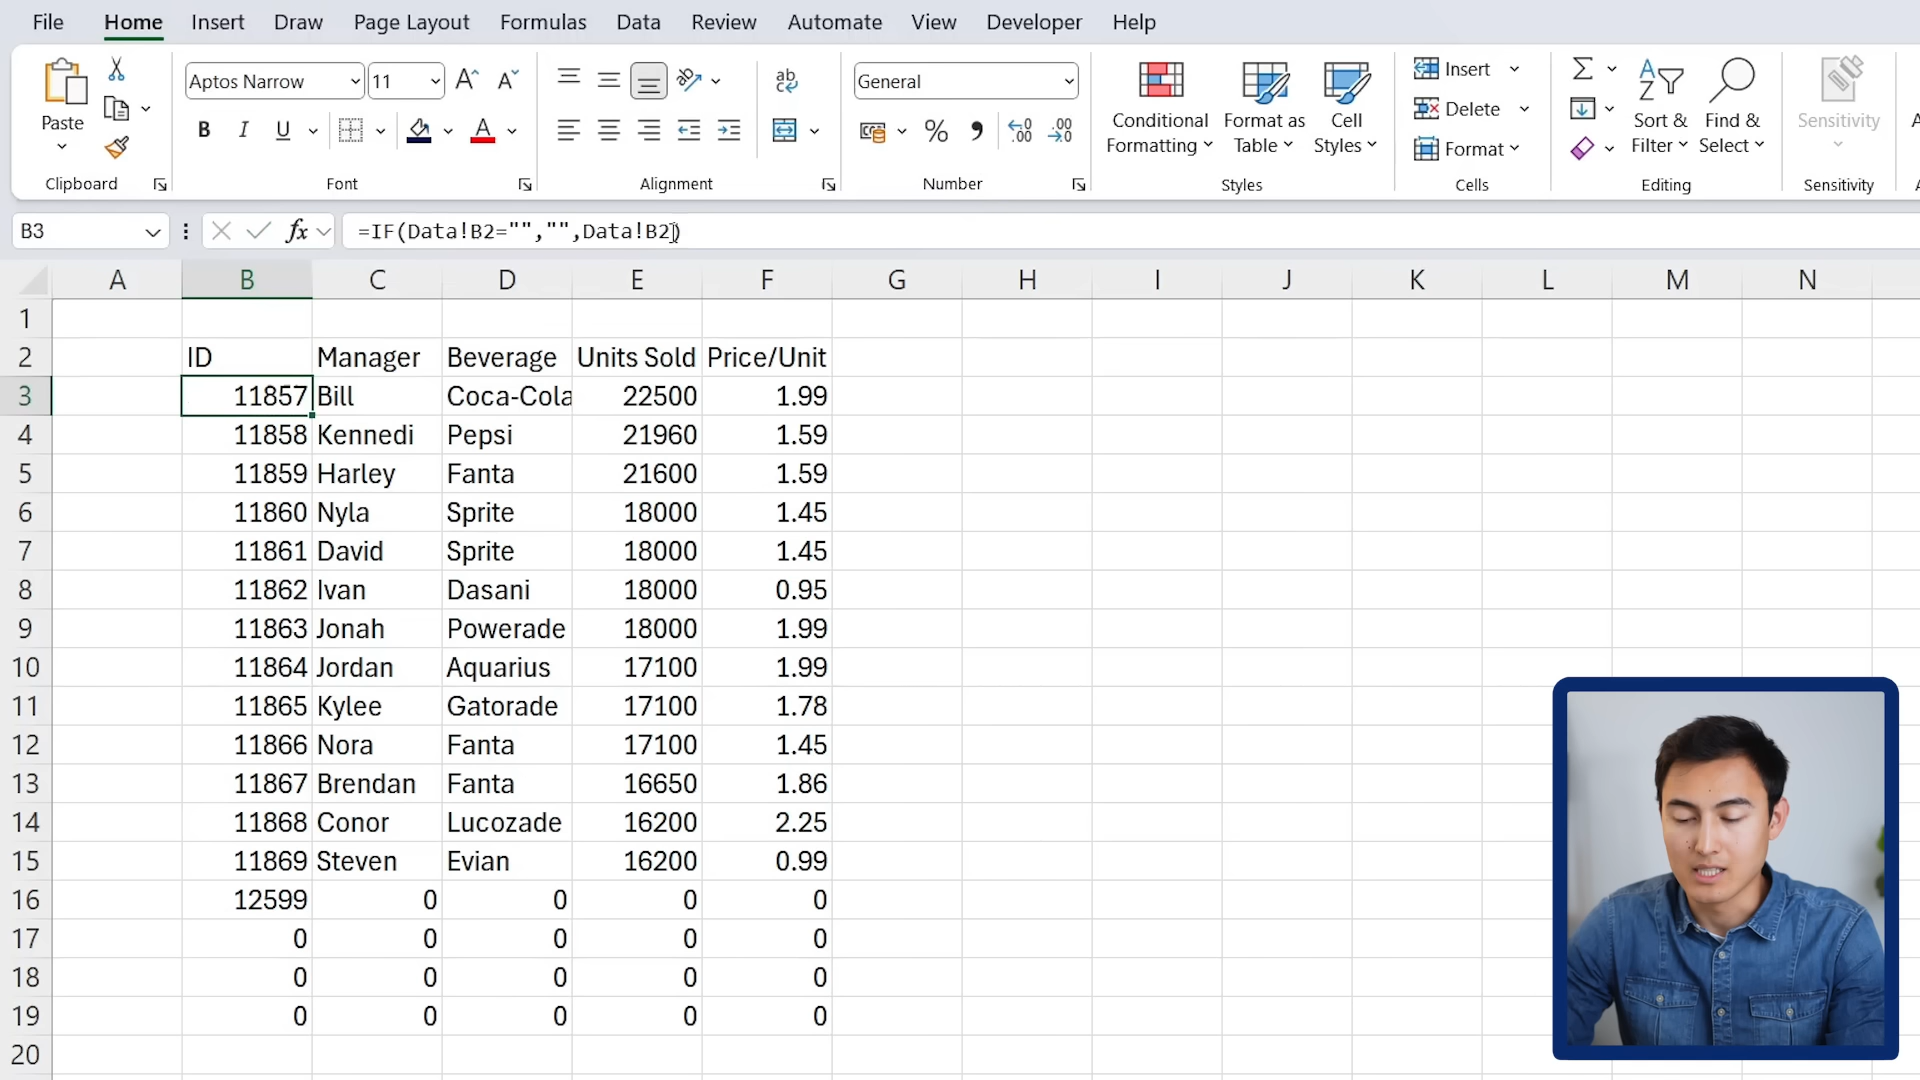 File Home Insert Draw Page Layout Formulas Data Review Automate View Developer Help
Aptos Narrow 11 General
Paste
Conditional Formatting
Format as Table
Cell Styles
Insert
Delete
Format
Sort & Filter
Find & Select
Sensitivity
Clipboard Font Alignment Number Styles Cells Editing Sensitivity
B3 fx =IF(Data!B2="","",Data!B2)
A B C D E F G H I J K L M N
1
2 ID Manager Beverage Units Sold Price/Unit
3 11857 Bill Coca-Cola 22500 1.99
4 11858 Kennedi Pepsi 21960 1.59
5 11859 Harley Fanta 21600 1.59
6 11860 Nyla Sprite 18000 1.45
7 11861 David Sprite 18000 1.45
8 11862 Ivan Dasani 18000 0.95
9 11863 Jonah Powerade 18000 1.99
10 11864 Jordan Aquarius 17100 1.99
11 11865 Kylee Gatorade 17100 1.78
12 11866 Nora Fanta 17100 1.45
13 11867 Brendan Fanta 16650 1.86
14 11868 Conor Lucozade 16200 2.25
15 11869 Steven Evian 16200 0.99
16 12599 0 0 0 0
17 0 0 0 0 0
18 0 0 0 0 0
19 0 0 0 0 0
20